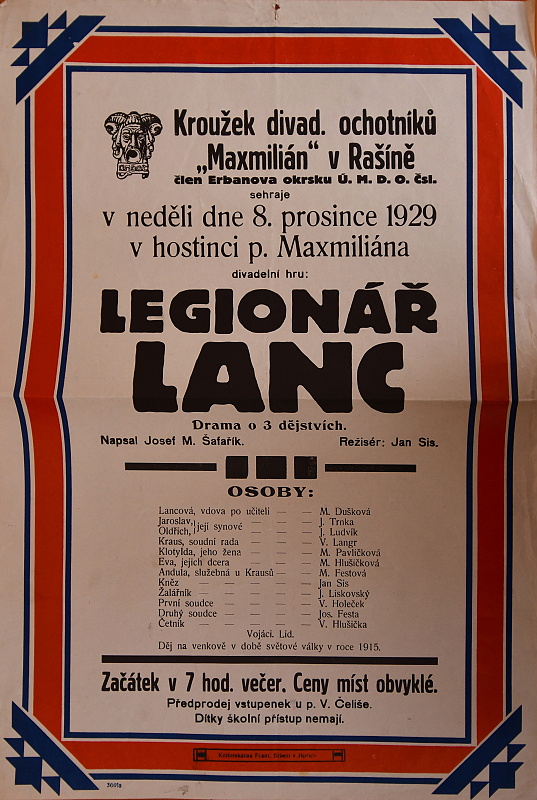 Kroužek divad. ochotníků
„Maxmilián“ v Rašíně
člen Erbanova okrsku Ú. M. D. O. čsl.
sehraje
v neděli dne 8. prosince 1929
v hostinci p. Maxmiliána
divadelní hru:
LEGIONÁŘ
LANC
Drama o 3 dějstvích.
Napsal Josef M. Šafařík. Režisér: Jan Sis.
OSOBY:
Lancová, vdova po učiteli — — M. Dušková
Jaroslav, J. Trnka
Oldřich, její synové — — — J. Ludvík
Kraus, soudní rada — — — V. Langr
Klotylda, jeho žena — — — M. Pavlíčková
Eva, jejich dcera — — — M. Hlušičková
Andula, služebná u Krausů — — M. Festová
Kněz — — — — — Jan Sis
Žalářník — — — — — J. Liskovský
První soudce — — — — V. Holeček
Druhý soudce — — — — Jos. Festa
Četník — — — — — V. Hlušička
Vojáci. Lid.
Děj na venkově v době světové války v roce 1915.
Začátek v 7 hod. večer. Ceny míst obvyklé.
Předprodej vstupenek u p. V. Čeliše.
Dítky školní přístup nemají.